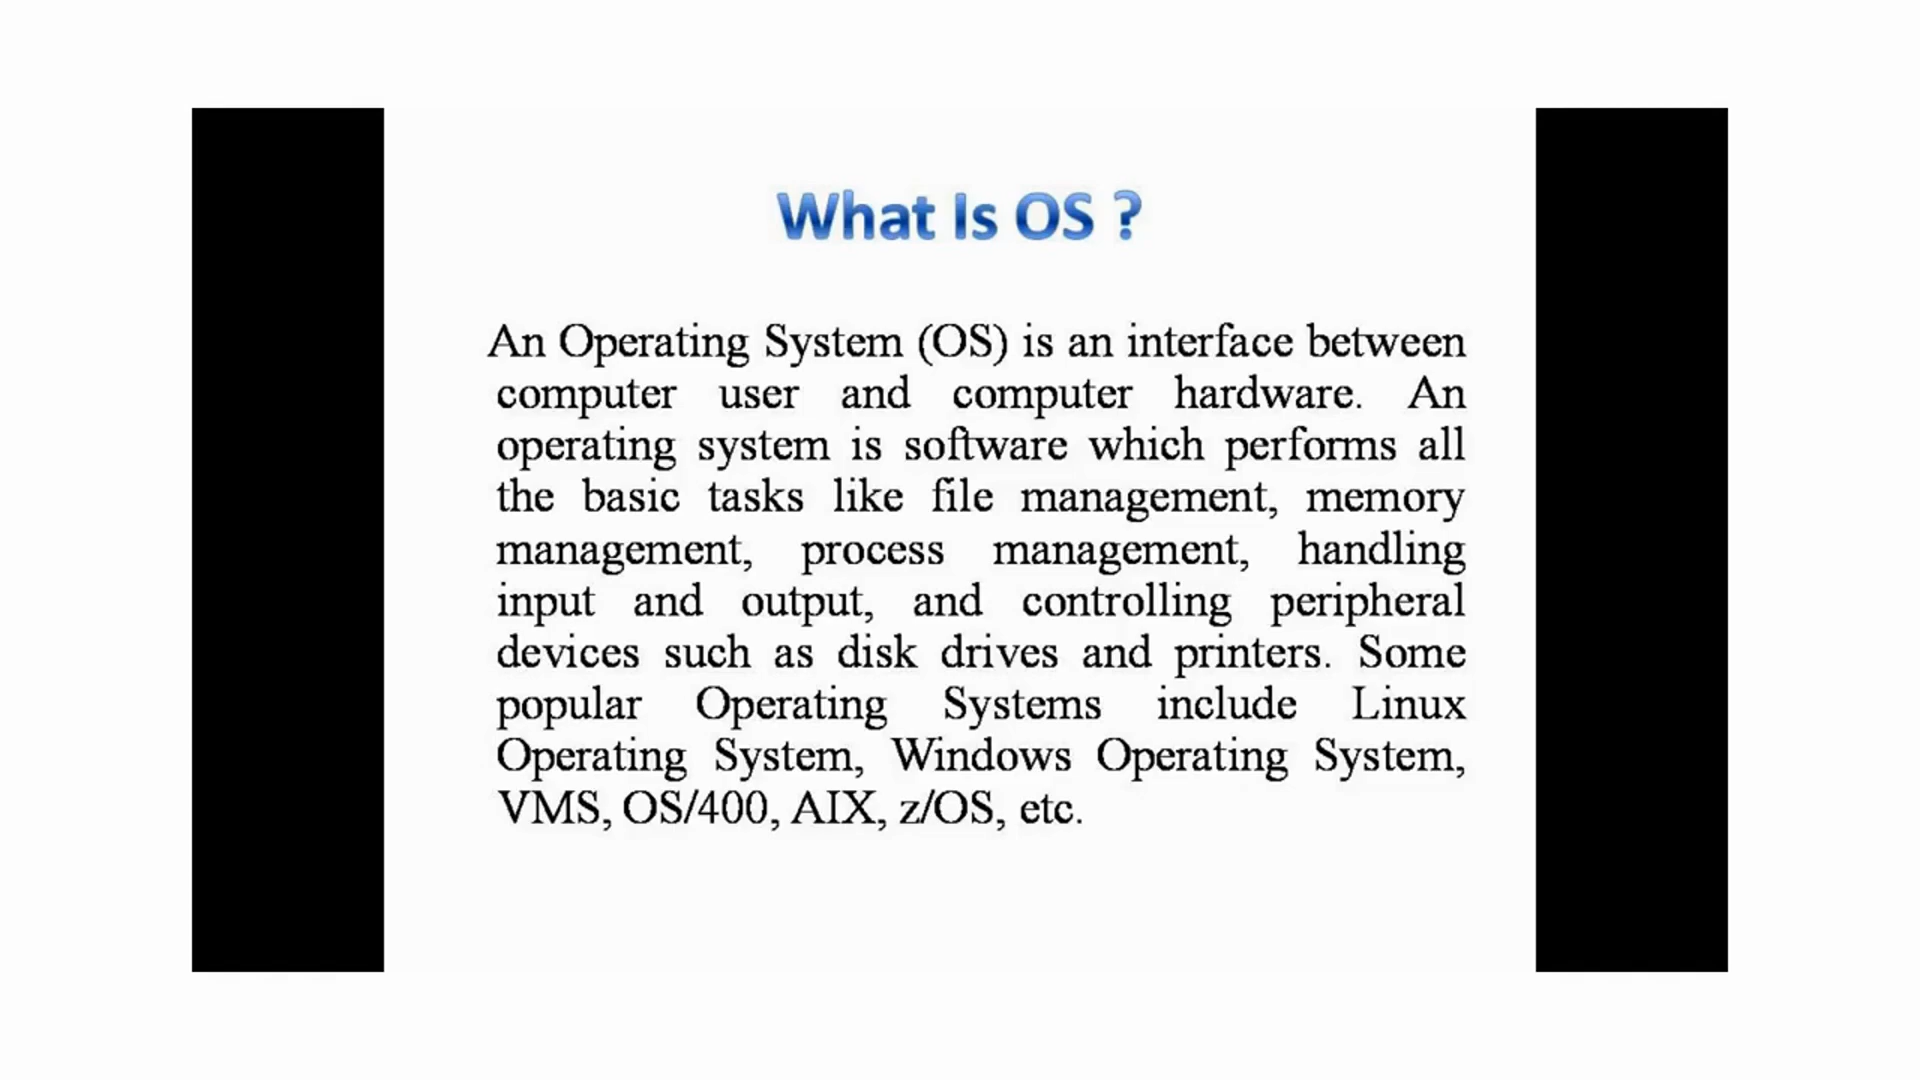 What Is OS ?
An Operating System (OS) is an interface between
computer user and computer hardware. An
operating system is software which performs all
the basic tasks like file management, memory
management, process management, handling
input and output, and controlling peripheral
devices such as disk drives and printers. Some
popular Operating Systems include Linux
Operating System, Windows Operating System,
VMS, OS/400, AIX, z/OS, etc.